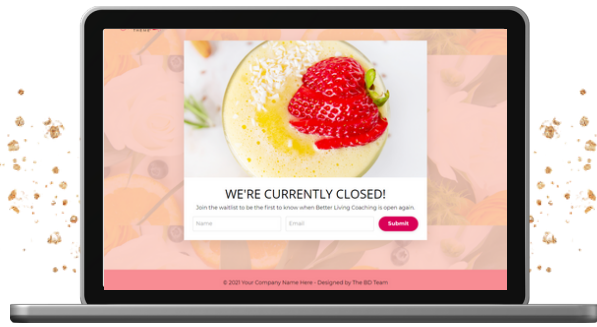 WE'RE CURRENTLY CLOSED!
Join the waitlist to be the first to know when Better Living Coaching is open again.
Name Email Submit
© 2021 Your Company Name Here - Designed by The BD Team